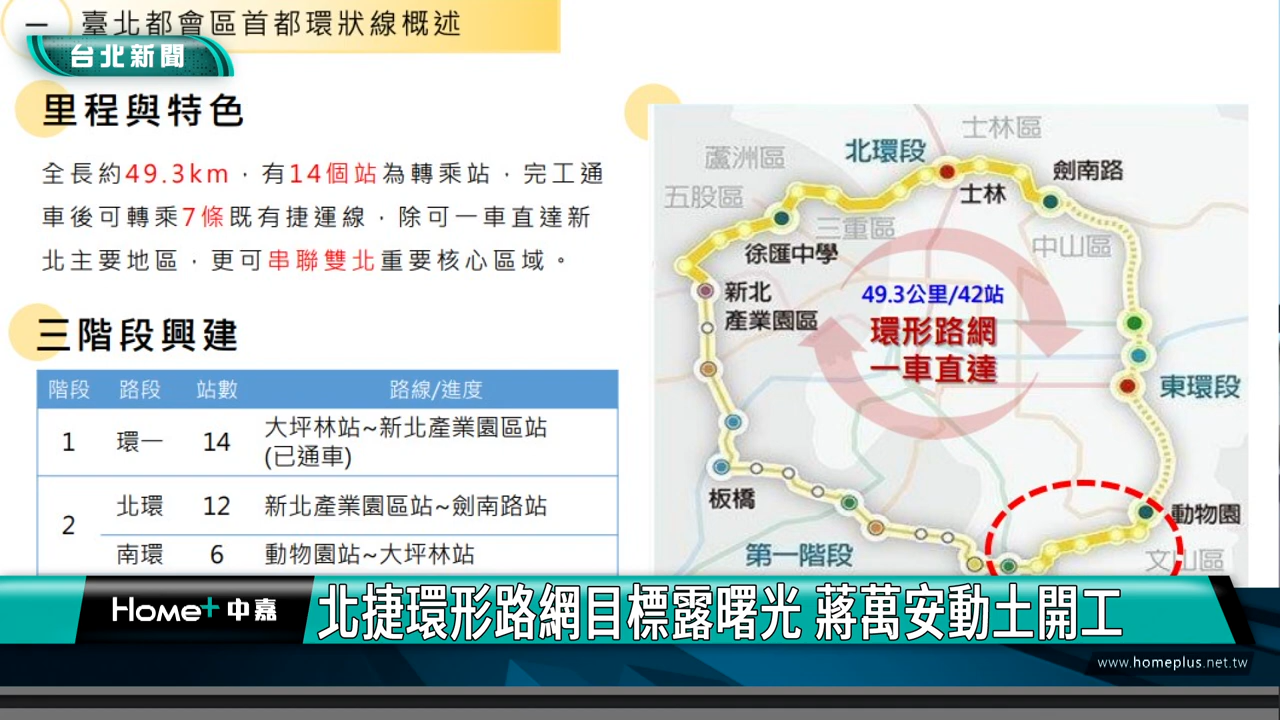 一 臺北都會區首都環狀線概述
台北新聞
里程與特色
全長約49.3km，有14個站為轉乘站，完工通
車後可轉乘7條既有捷運線，除可一車直達新
北主要地區，更可串聯雙北重要核心區域。
三階段興建
階段 路段 站數 路線/進度
1 環一 14 大坪林站~新北產業園區站
(已通車)
2
北環 12 新北產業園區站~劍南路站
南環 6 動物園站~大坪林站
士林區
北環段
蘆洲區
劍南路
五股區
士林
三重區
中山區
徐匯中學
新北
產業園區
49.3公里/42站
環形路網
一車直達
東環段
板橋
動物園
第一階段
文山區
Home+中嘉
北捷環形路網目標露曙光 蔣萬安動土開工
www.homeplus.net.tw